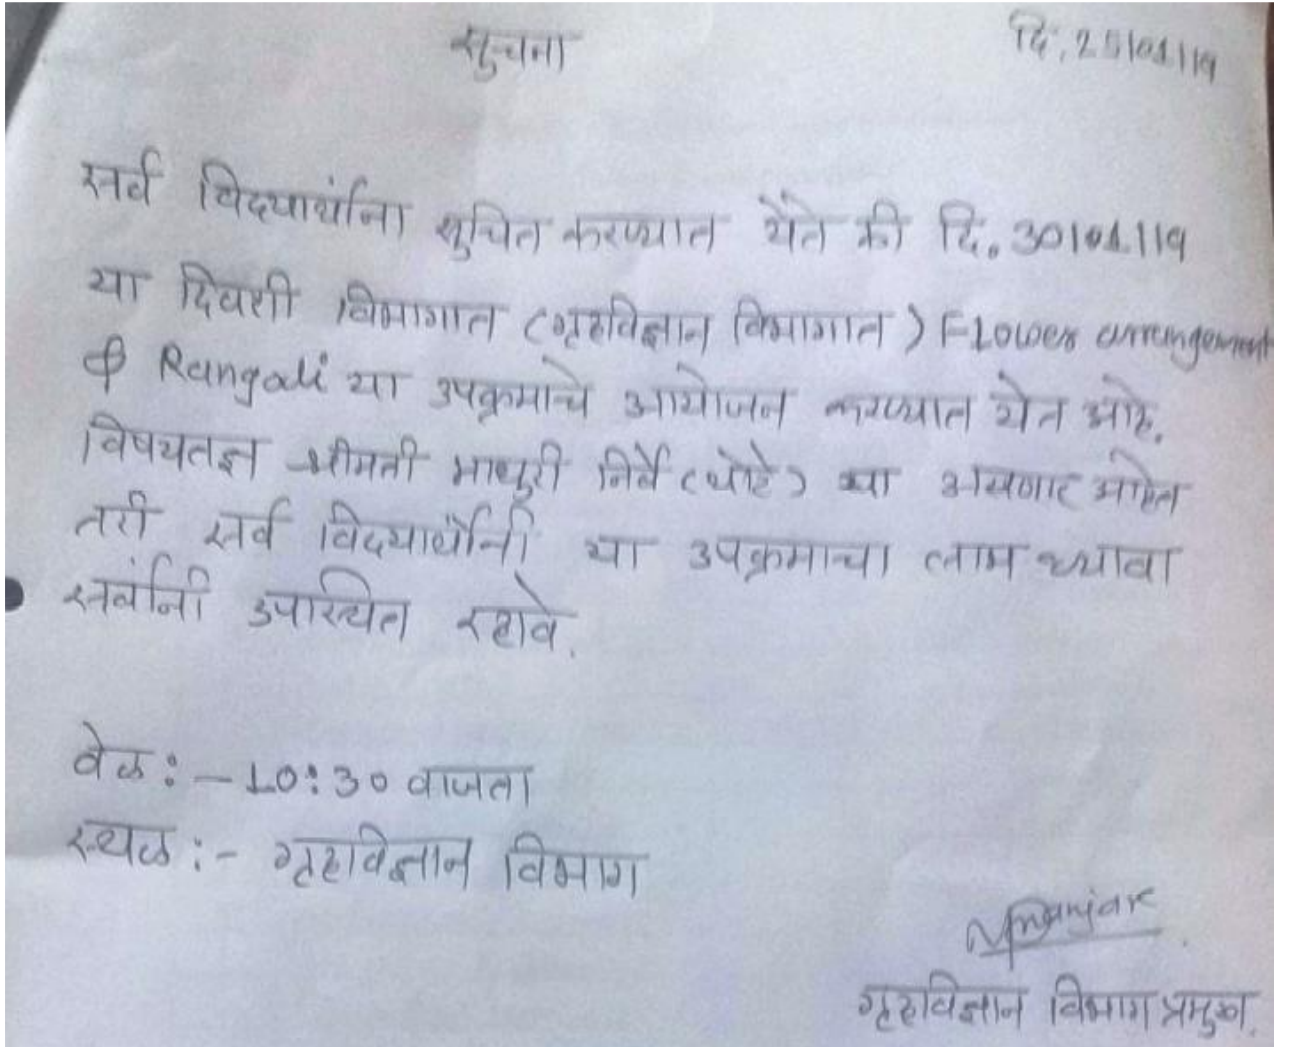 सुचना
दि. 25/01/19
सर्व विद्यार्थांना सुचित करण्यात येते की दि. 30/01/19
या दिवशी विभागात (गृहविज्ञान विभागात) Flower arrangement
& Rangoli या उपक्रमाचे आयोजन करण्यात येत आहे.
विषयतज्ञ श्रीमती माधुरी निर्वे (थोटे) या असणार आहेत
तरी सर्व विद्यार्थांनी या उपक्रमाचा लाभ घ्यावा
सर्वांनी उपस्थित रहावे.
वेळ :- 10:30 वाजता
स्थळ :- गृहविज्ञान विभाग
गृहविज्ञान विभाग प्रमुख.